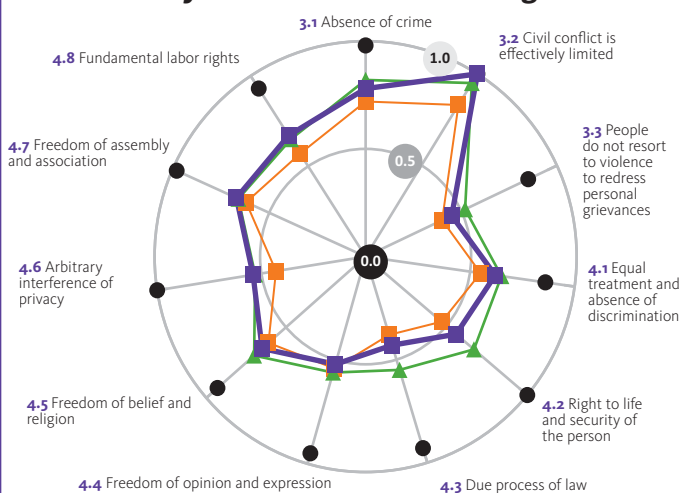 3.1 Absence of crime
3.2 Civil conflict is
effectively limited
1.0
4.8 Fundamental labor rights
3.3 People
do not resort
to violence
to redress
personal
grievances
4.7 Freedom of assembly
and association
0.5
4.6 Arbitrary
interference of
privacy
0.0
4.1 Equal
treatment and
absence of
discrimination
4.5 Freedom of belief and
religion
4.2 Right to life
and security of
the person
4.4 Freedom of opinion and expression
4.3 Due process of law